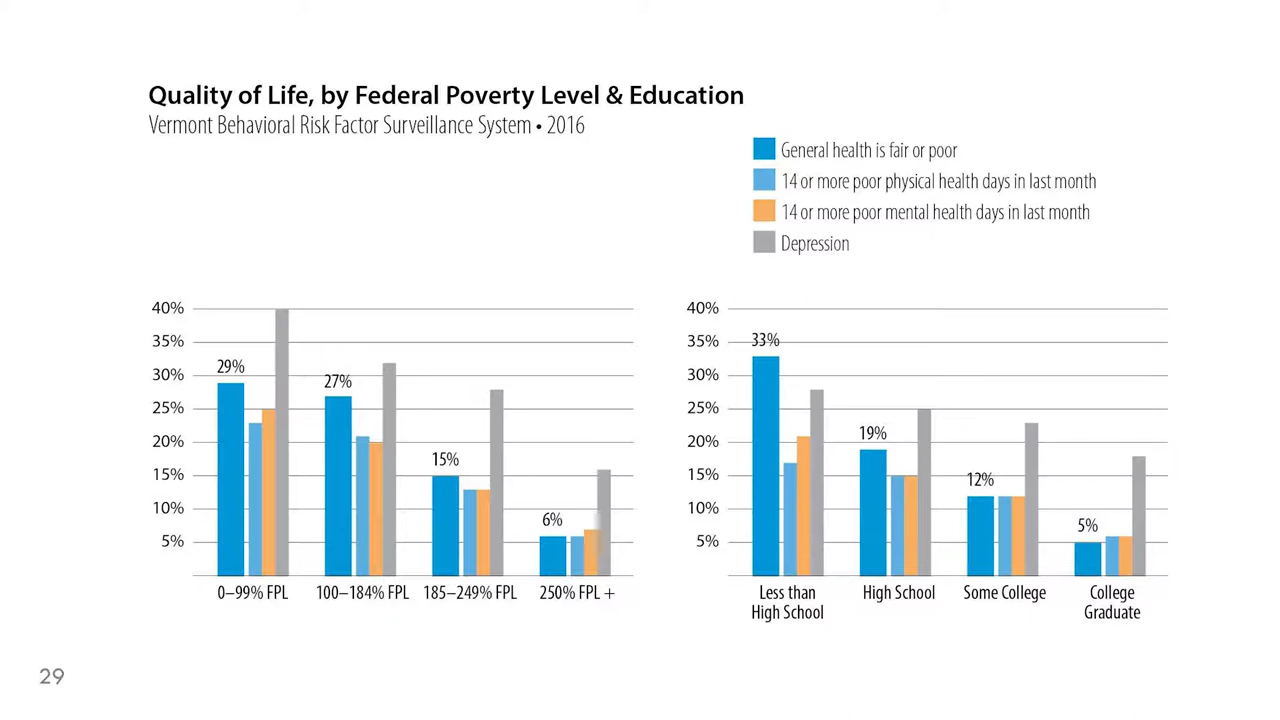 Quality of Life, by Federal Poverty Level & Education
Vermont Behavioral Risk Factor Surveillance System • 2016
General health is fair or poor
14 or more poor physical health days in last month
14 or more poor mental health days in last month
Depression
40%
35%
30%
25%
20%
15%
10%
5%
29%
27%
15%
6%
0–99% FPL
100–184% FPL
185–249% FPL
250% FPL +
40%
35%
30%
25%
20%
15%
10%
5%
33%
19%
12%
5%
Less than
High School
High School
Some College
College
Graduate
29